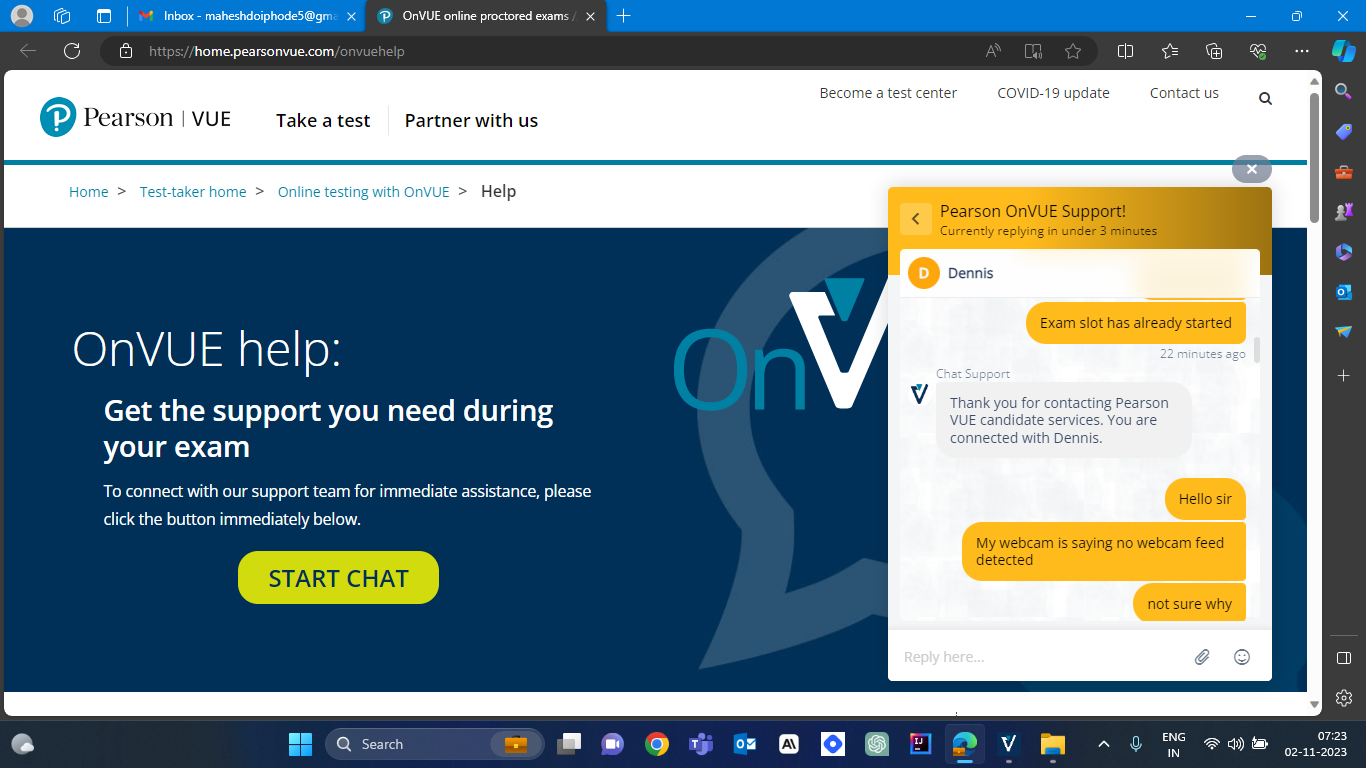 Inbox - maheshdoiphode5@gma
OnVUE online proctored exams /
https://home.pearsonvue.com/onvuehelp
Become a test center
COVID-19 update
Contact us
Pearson | VUE
Take a test
Partner with us
Home > Test-taker home > Online testing with OnVUE > Help
OnVUE help:
Get the support you need during
your exam
To connect with our support team for immediate assistance, please
click the button immediately below.
START CHAT
OnV
Pearson OnVUE Support!
Currently replying in under 3 minutes
D
Dennis
Exam slot has already started
22 minutes ago
Chat Support
Thank you for contacting Pearson
VUE candidate services. You are
connected with Dennis.
Hello sir
My webcam is saying no webcam feed
detected
not sure why
Reply here...
Search
ENG
IN
07:23
02-11-2023